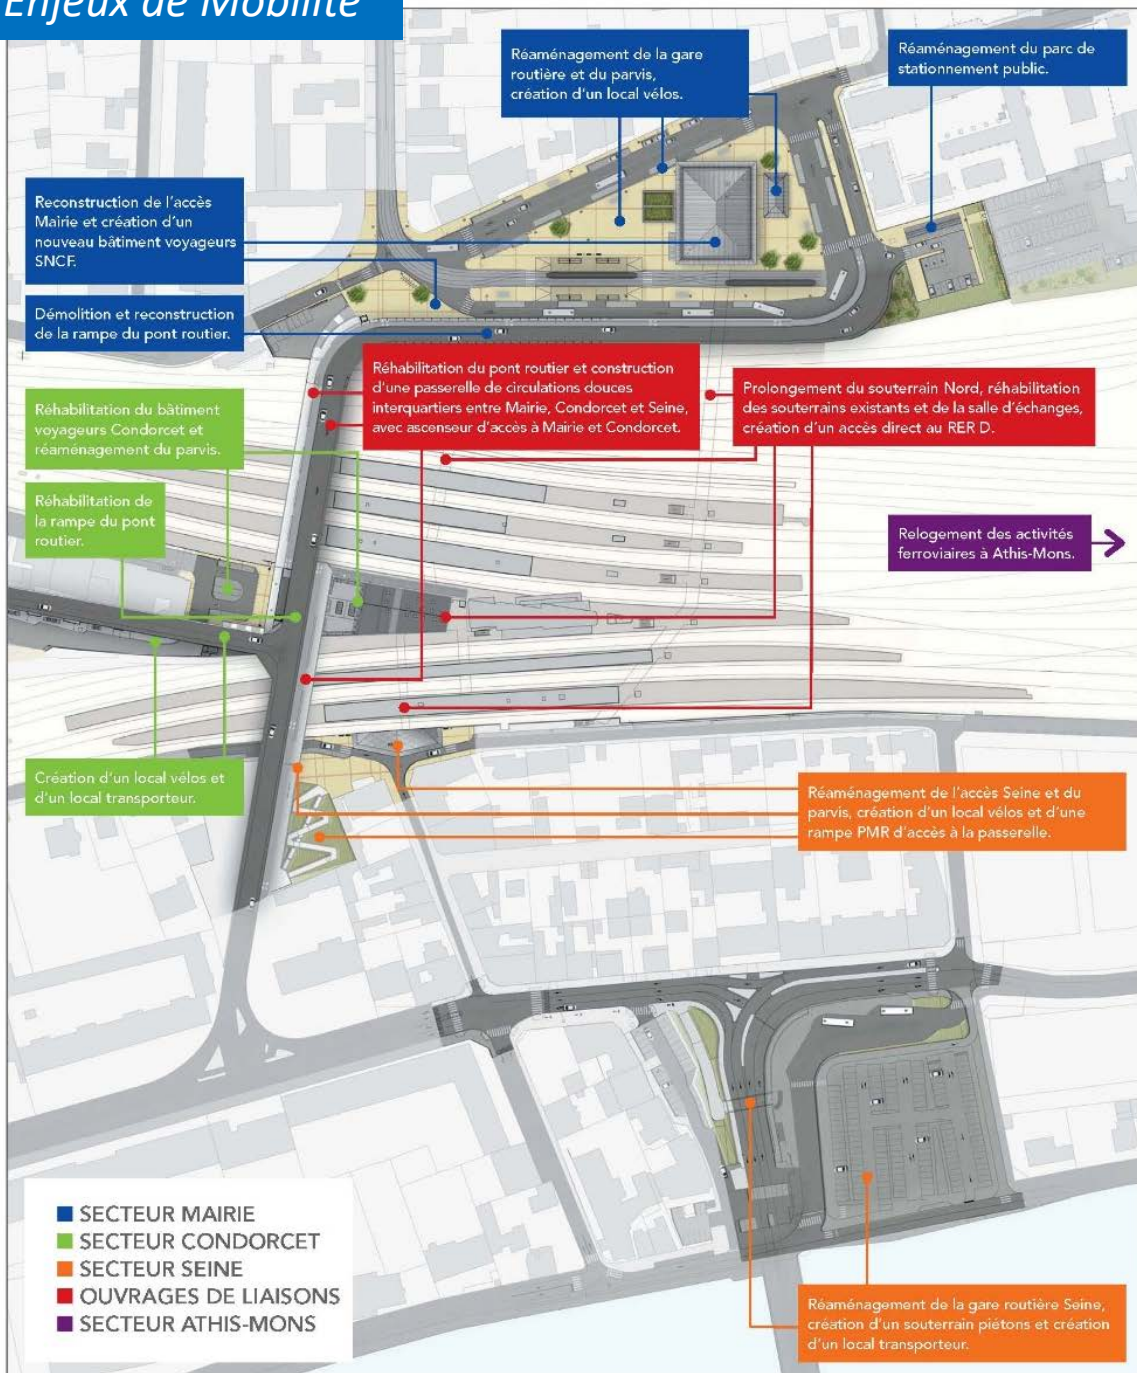 Enjeux de Mobilité
Réaménagement de la gare
routière et du parvis,
création d'un local vélos.
Réaménagement du parc de
stationnement public.
Reconstruction de l'accès
Mairie et création d'un
nouveau bâtiment voyageurs
SNCF.
Démolition et reconstruction
de la rampe du pont routier.
Réhabilitation du pont routier et construction
d'une passerelle de circulations douces
interquartiers entre Mairie, Condorcet et Seine,
avec ascenseur d'accès à Mairie et Condorcet.
Prolongement du souterrain Nord, réhabilitation
des souterrains existants et de la salle d'échanges,
création d'un accès direct au RER D.
Réhabilitation du bâtiment
voyageurs Condorcet et
réaménagement du parvis.
Réhabilitation de
la rampe du pont
routier.
Relogement des activités
ferroviaires à Athis-Mons.
Création d'un local vélos et
d'un local transporteur.
Réaménagement de l'accès Seine et du
parvis, création d'un local vélos et d'une
rampe PMR d'accès à la passerelle.
SECTEUR MAIRIE
SECTEUR CONDORCET
SECTEUR SEINE
OUVRAGES DE LIAISONS
SECTEUR ATHIS-MONS
Réaménagement de la gare routière Seine,
création d'un souterrain piétons et création
d'un local transporteur.